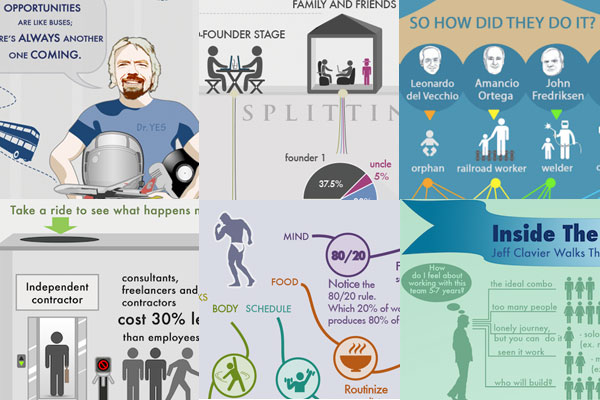 OPPORTUNITIES
ARE LIKE BUSES;
RE'S ALWAYS ANOTHER
ONE COMING.
Dr.YES
FAMILY AND FRIENDS
-FOUNDER STAGE
SPLITTIN
founder 1
37.5%
uncle
5%
SO HOW DID THEY DO IT?
Leonardo
del Vecchio
Amancio
Ortega
John
Fredriksen
orphan
railroad worker
welder
Take a ride to see what happens n
Independent
contractor
consultants,
freelancers and
contractors
cost 30% le
than employees
MIND
80/20
FOOD
Notice the
80/20 rule.
Which 20% of wo
produces 80% of
BODY
SCHEDULE
Routinize
Inside The
Jeff Clavier Walks Th
How
do I feel about
working with this
team 5-7 years?
the ideal combo
too many people
lonely journey,
but you can do it
seen it work
who will build?
- solo
(ex.
(ex.